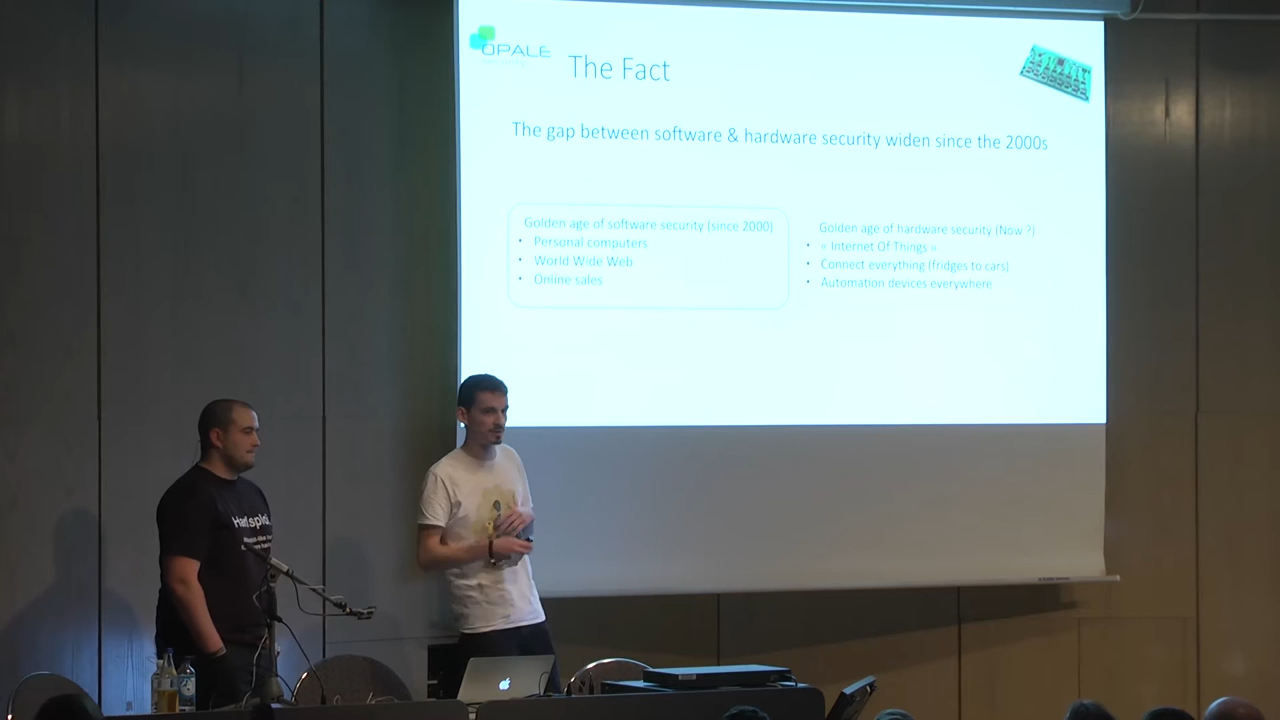 OPALE
The Fact
The gap between software & hardware security widen since the 2000s
Golden age of software security (since 2000)
• Personal computers
• World Wide Web
• Online sales
Golden age of hardware security (Now ?)
• « Internet Of Things »
• Connect everything (fridges to cars)
• Automation devices everywhere